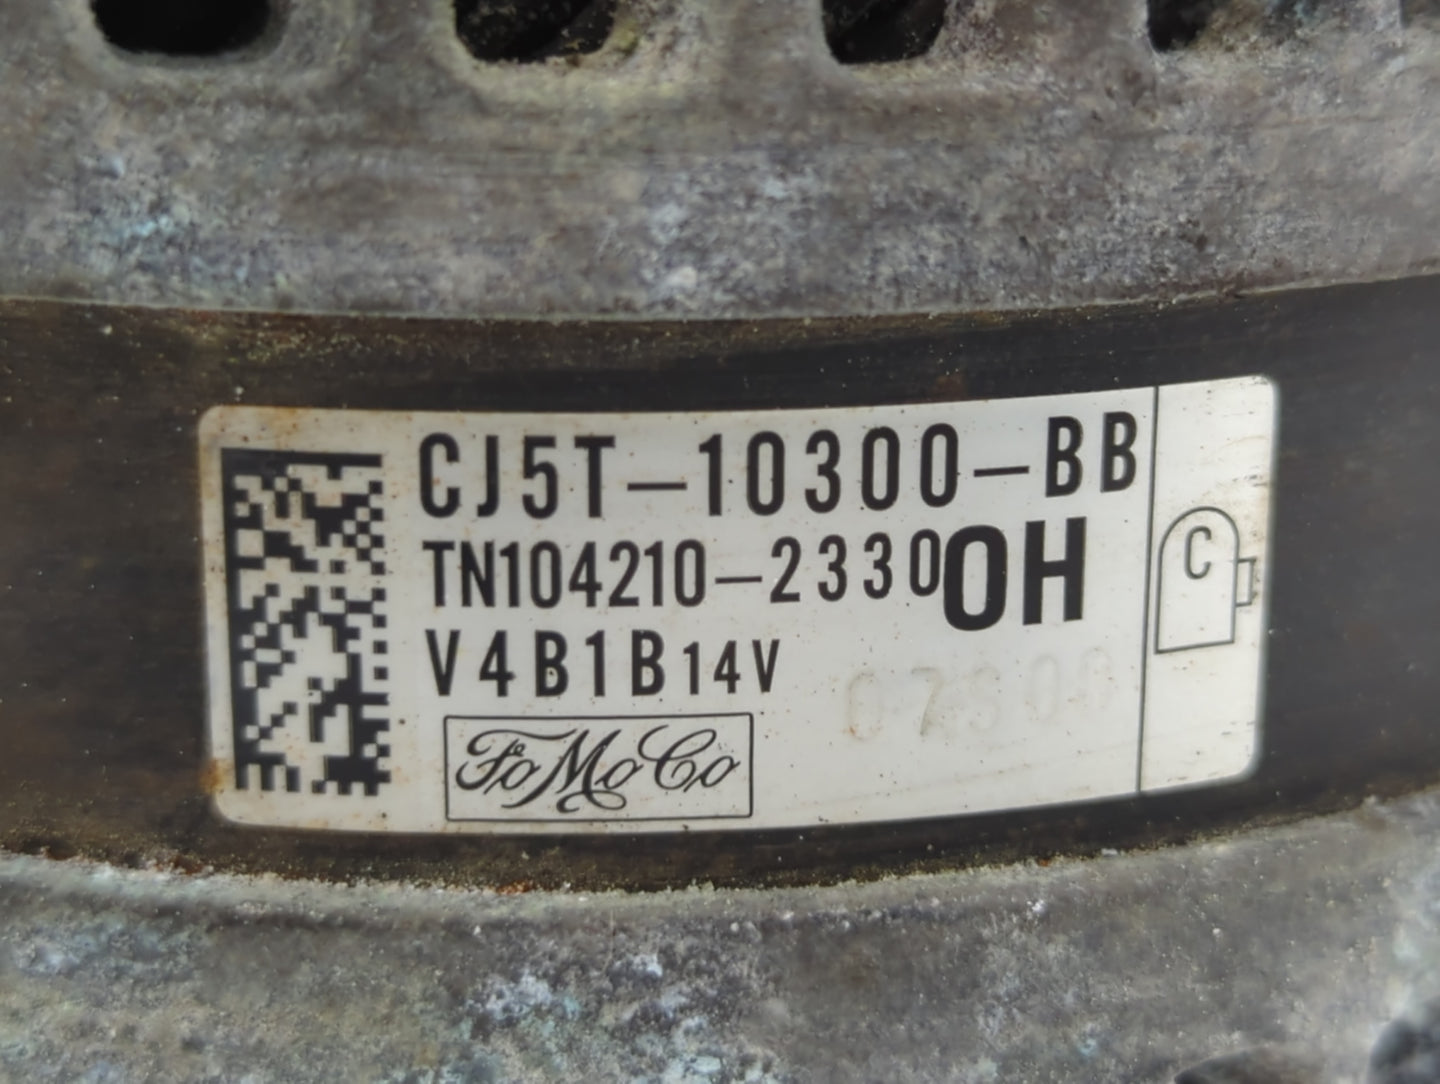 CJ5T-10300-BB
TN104210-2330 OH
V4B1B 14V
FoMoCo
C